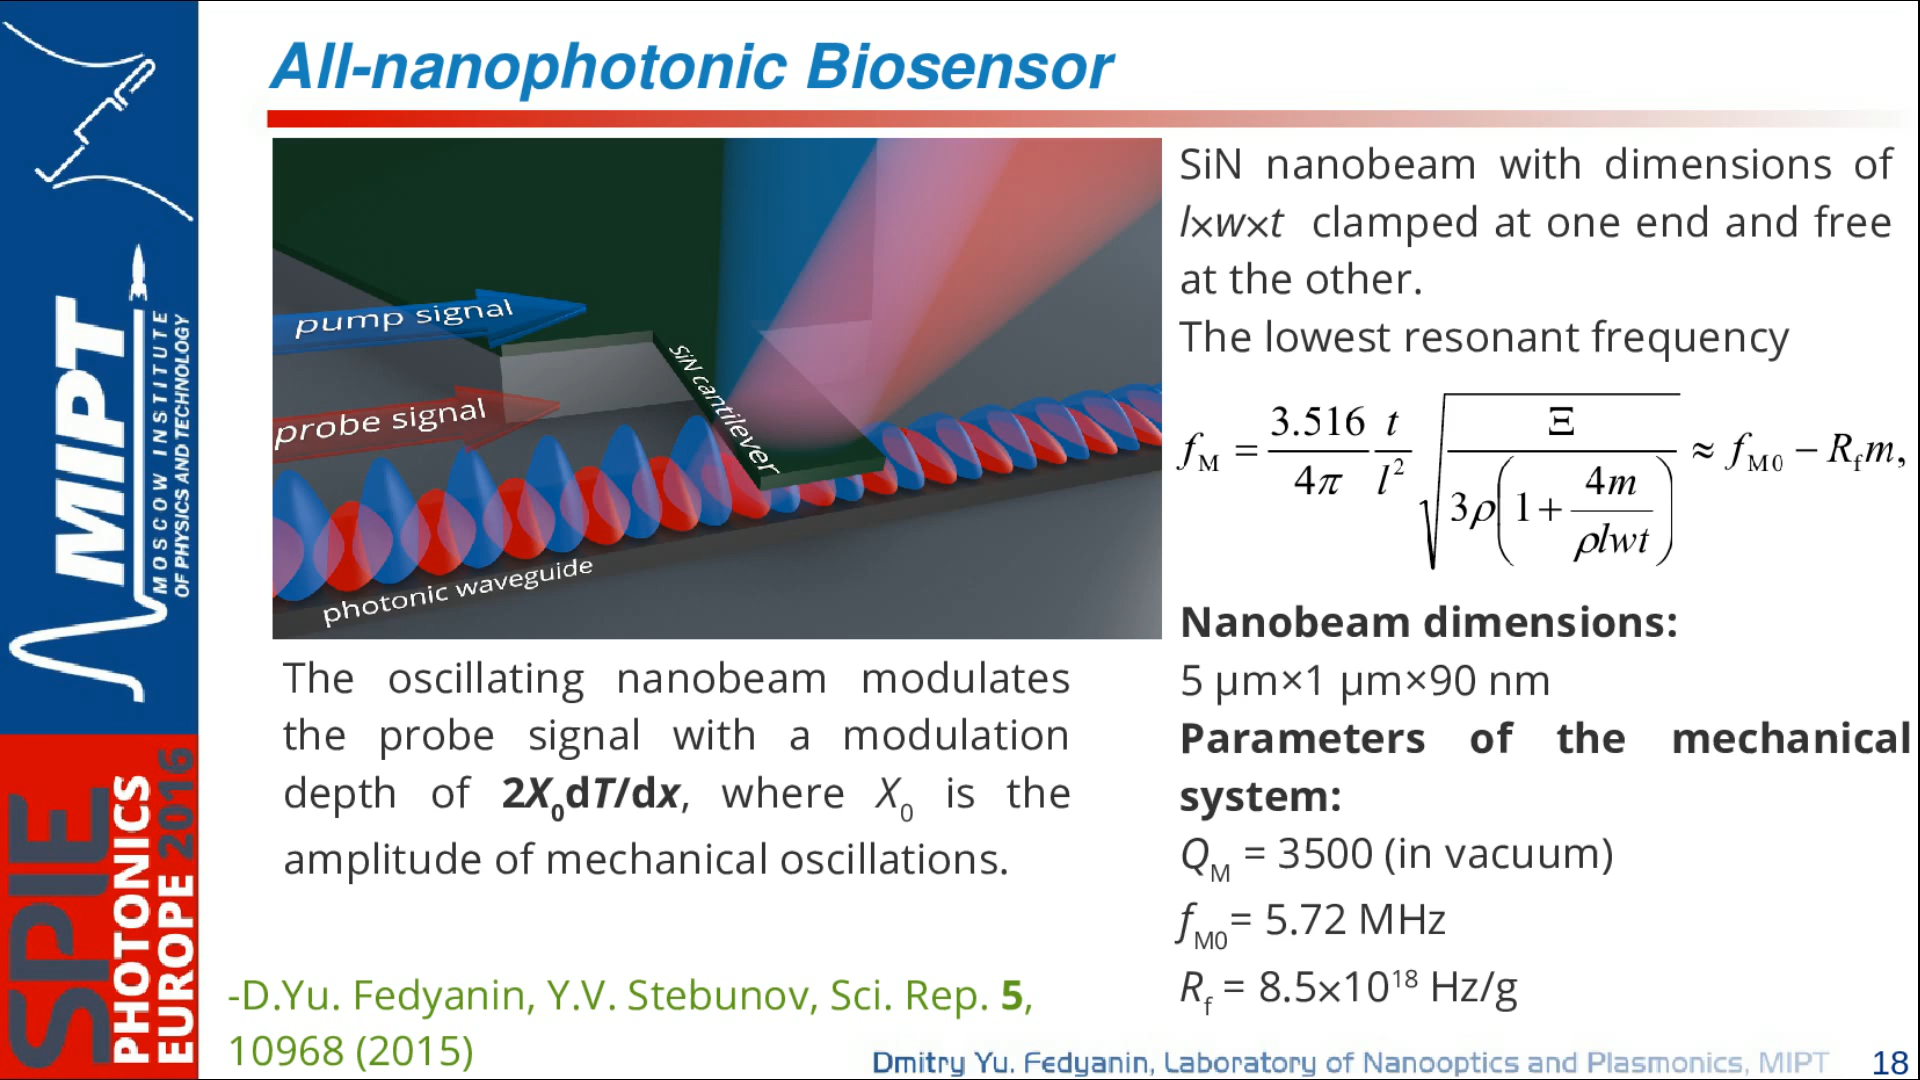 All-nanophotonic Biosensor
pump signal
probe signal
SiN cantilever
photonic waveguide
The oscillating nanobeam modulates
the probe signal with a modulation
depth of 2X₀dT/dx, where X₀ is the
amplitude of mechanical oscillations.
-D.Yu. Fedyanin, Y.V. Stebunov, Sci. Rep. 5,
10968 (2015)
SiN nanobeam with dimensions of
l×w×t clamped at one end and free
at the other.
The lowest resonant frequency
f_M = 3.516/4π t/l² √(Ξ/(3ρ(1+4m/ρlwt))) ≈ f_M0 − R_f m,
Nanobeam dimensions:
5 µm×1 µm×90 nm
Parameters of the mechanical
system:
Q_M = 3500 (in vacuum)
f_M0 = 5.72 MHz
R_f = 8.5×10¹⁸ Hz/g
Dmitry Yu. Fedyanin, Laboratory of Nanooptics and Plasmonics, MIPT 18
MIPT
MOSCOW INSTITUTE
OF PHYSICS AND TECHNOLOGY
SPIE
PHOTONICS
EUROPE 2016